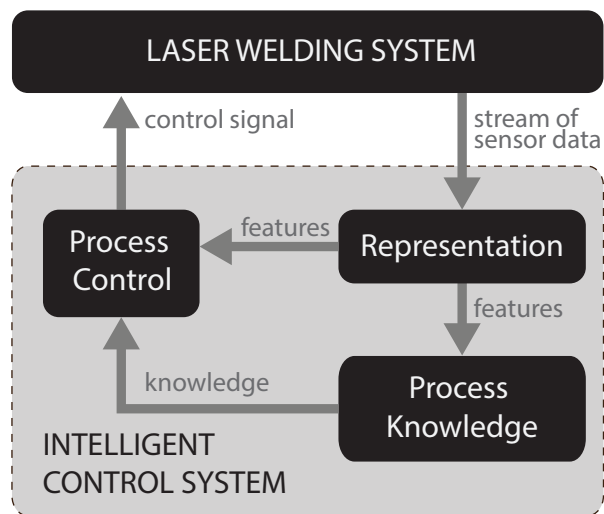 LASER WELDING SYSTEM
control signal
stream of
sensor data
Process
Control
features
Representation
features
knowledge
Process
Knowledge
INTELLIGENT
CONTROL SYSTEM